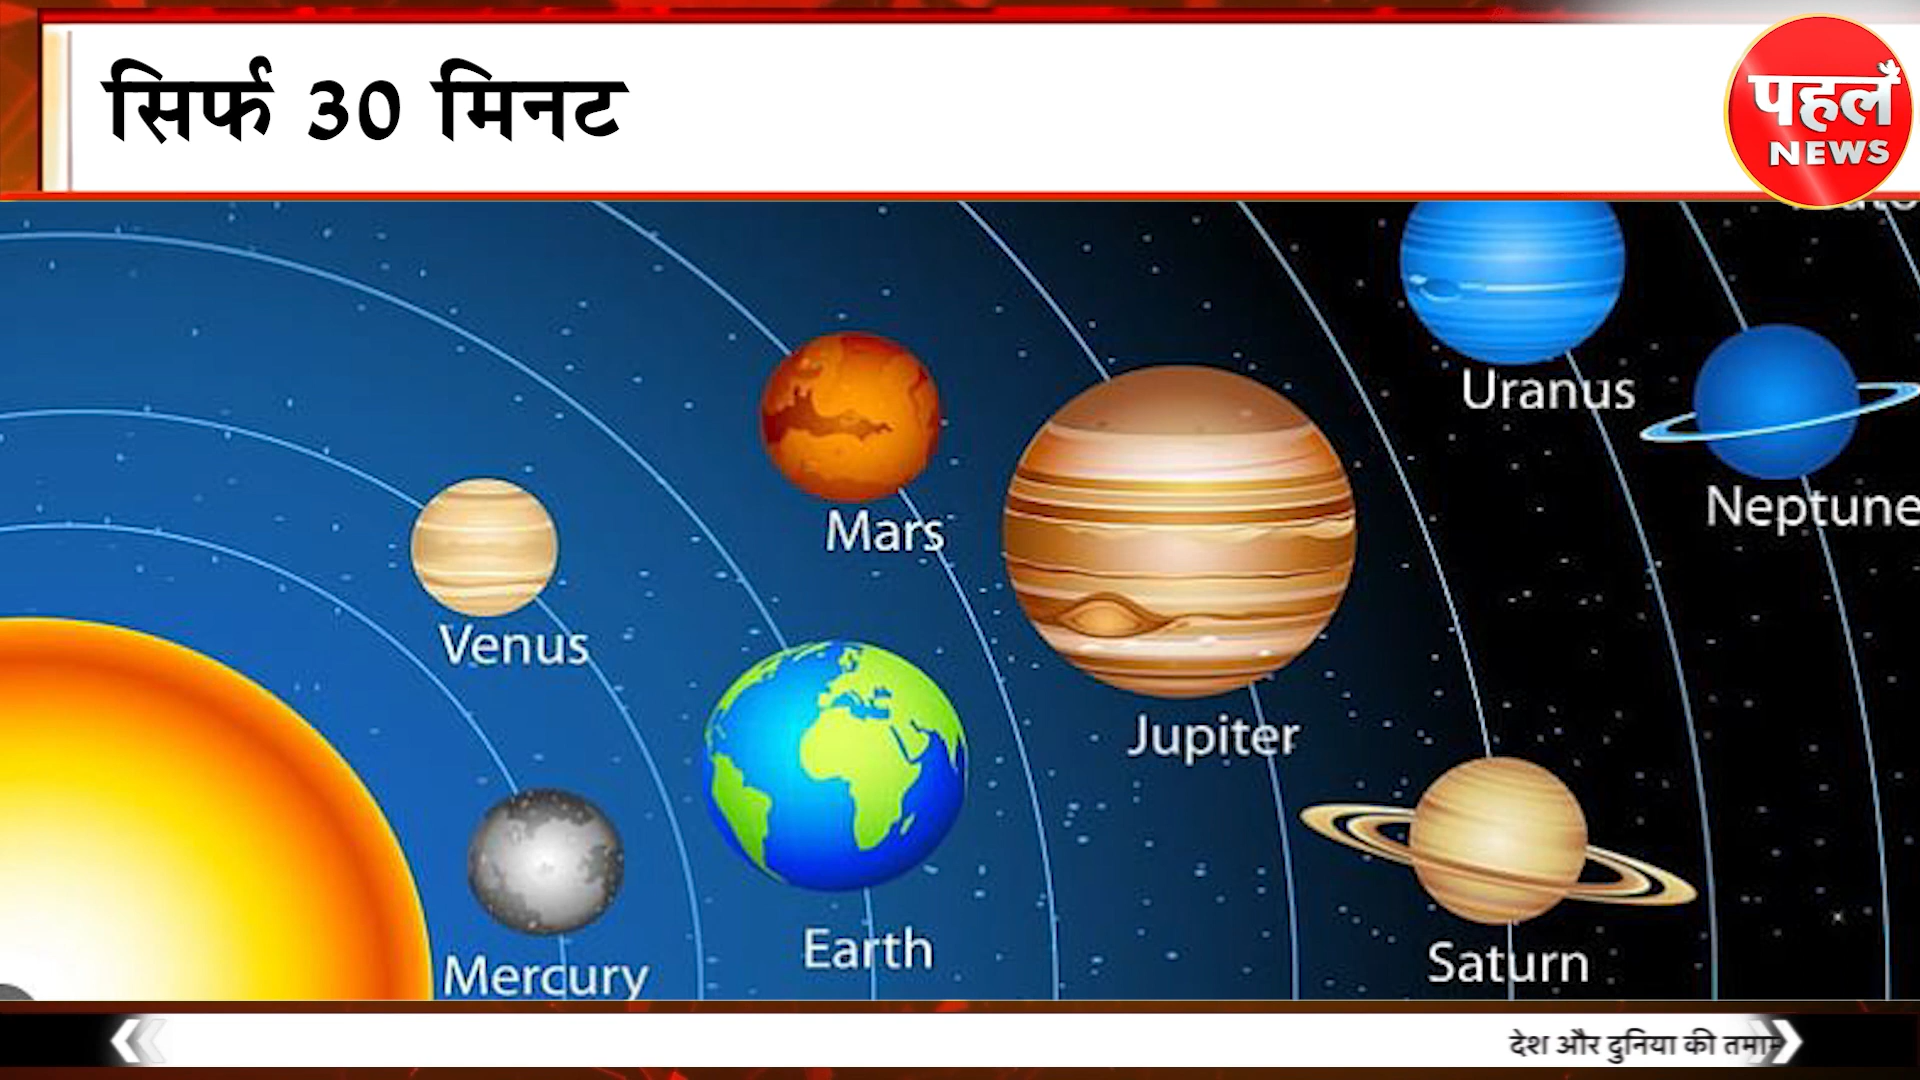 सिर्फ 30 मिनट
पहलँ
NEWS
Uranus
Mars
Neptune
Venus
Jupiter
Earth
Saturn
Mercury
देश और दुनिया की